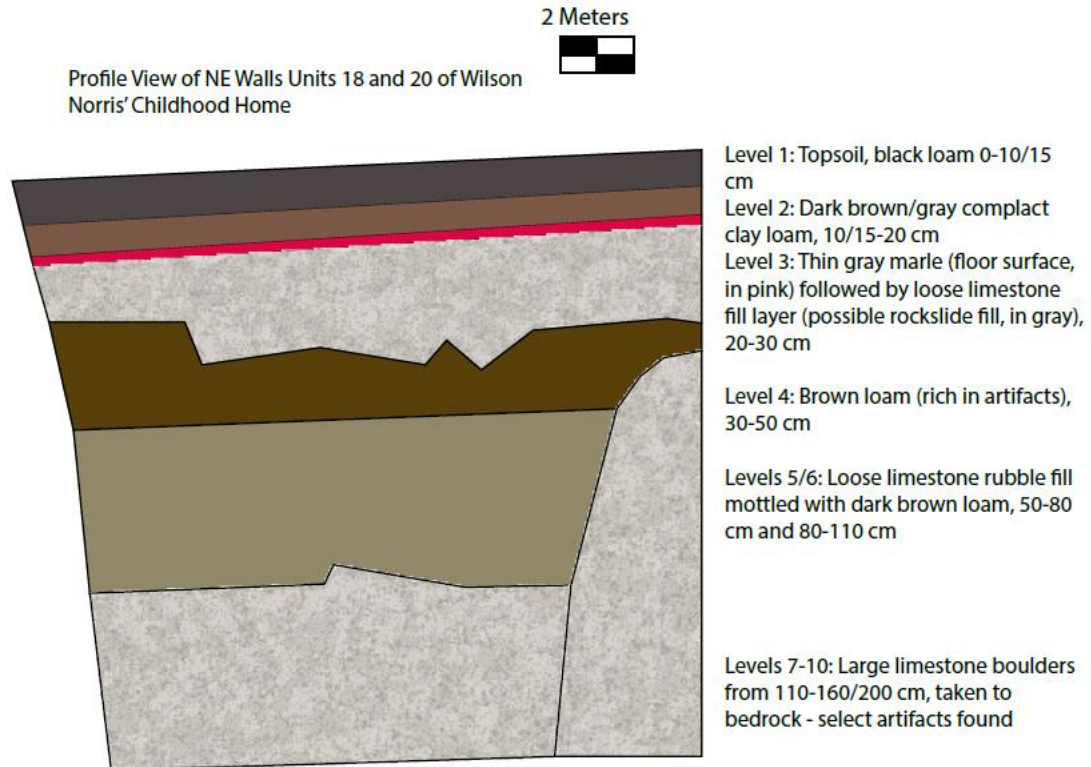 2 Meters
Profile View of NE Walls Units 18 and 20 of Wilson
Norris' Childhood Home
Level 1: Topsoil, black loam 0-10/15
cm
Level 2: Dark brown/gray complact
clay loam, 10/15-20 cm
Level 3: Thin gray marle (floor surface,
in pink) followed by loose limestone
fill layer (possible rockslide fill, in gray),
20-30 cm
Level 4: Brown loam (rich in artifacts),
30-50 cm
Levels 5/6: Loose limestone rubble fill
mottled with dark brown loam, 50-80
cm and 80-110 cm
Levels 7-10: Large limestone boulders
from 110-160/200 cm, taken to
bedrock - select artifacts found